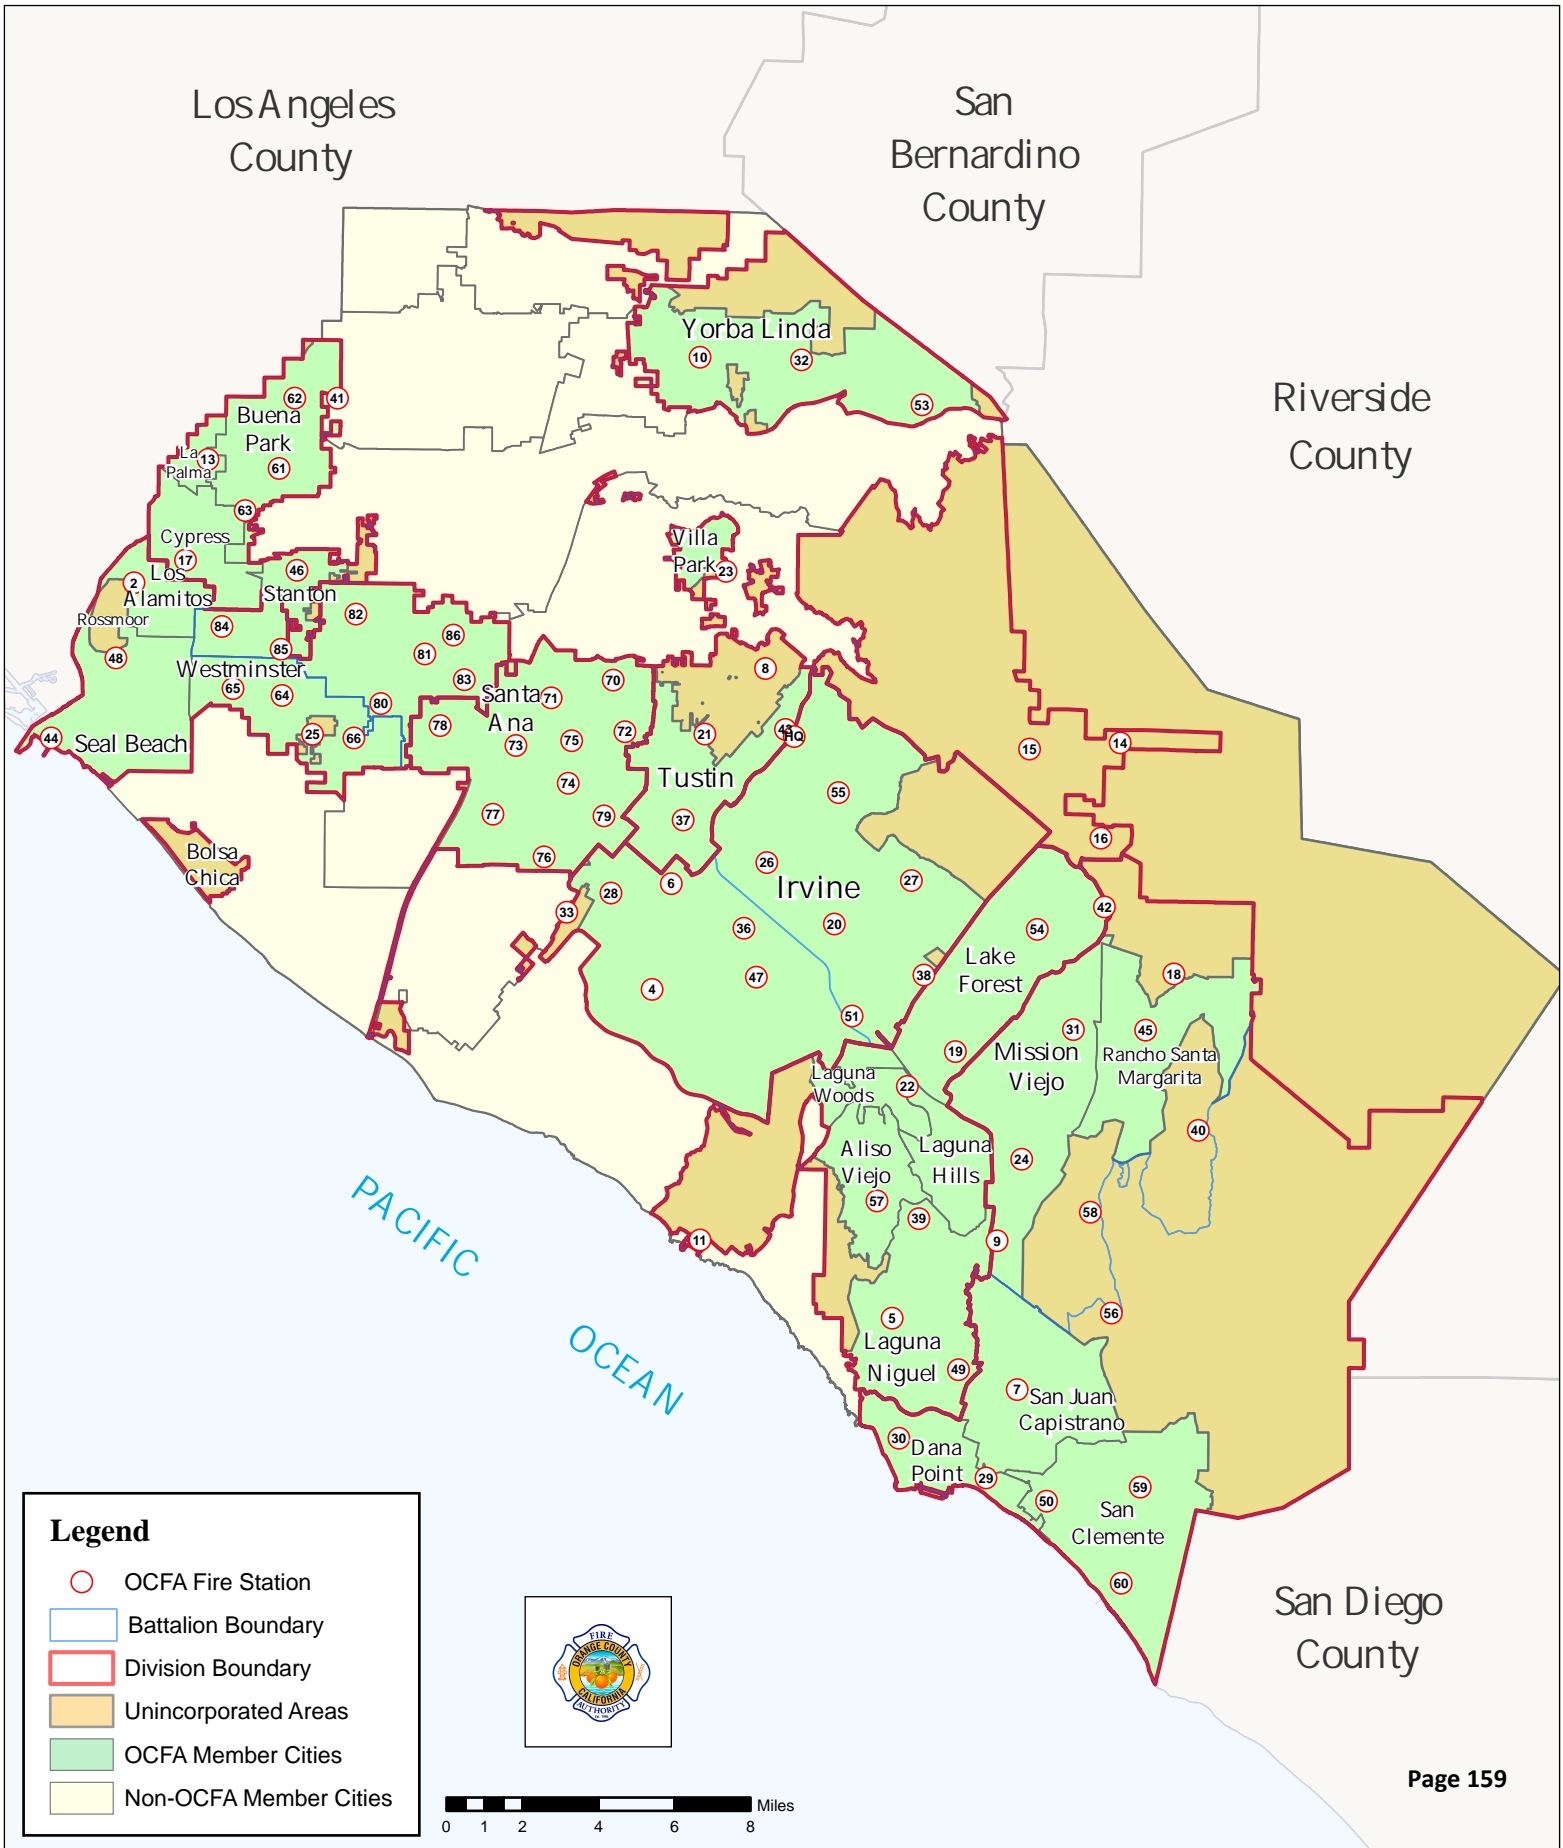 Los Angeles
County
San
Bernardino
County
Riverside
County
Yorba Linda
10
32
53
62
41
Buena
Park
La
Palma
13
61
63
Cypress
17
Villa
Park
23
46
Stanton
2
Los
Alamitos
Rossmoor
84
82
86
85
81
48
Westminster
65
64
83
80
Santa
Ana
71
70
8
44
Seal Beach
25
66
78
73
75
72
21
43
HQ
15
14
Tustin
74
55
77
79
37
16
Bolsa
Chica
76
6
26
Irvine
27
28
33
42
36
20
54
Lake
Forest
38
18
4
47
51
19
31
45
Mission
Viejo
Rancho Santa
Margarita
Laguna
Woods
22
40
Aliso
Viejo
Laguna
Hills
24
57
39
58
9
11
PACIFIC
OCEAN
5
56
Laguna
Niguel
49
7
San Juan
Capistrano
30
Dana
Point
29
50
59
San
Clemente
60
San Diego
County
Legend
OCFA Fire Station
Battalion Boundary
Division Boundary
Unincorporated Areas
OCFA Member Cities
Non-OCFA Member Cities
FIRE
ORANGE COUNTY
CALIFORNIA
AUTHORITY
Miles
0 1 2 4 6 8
Page 159